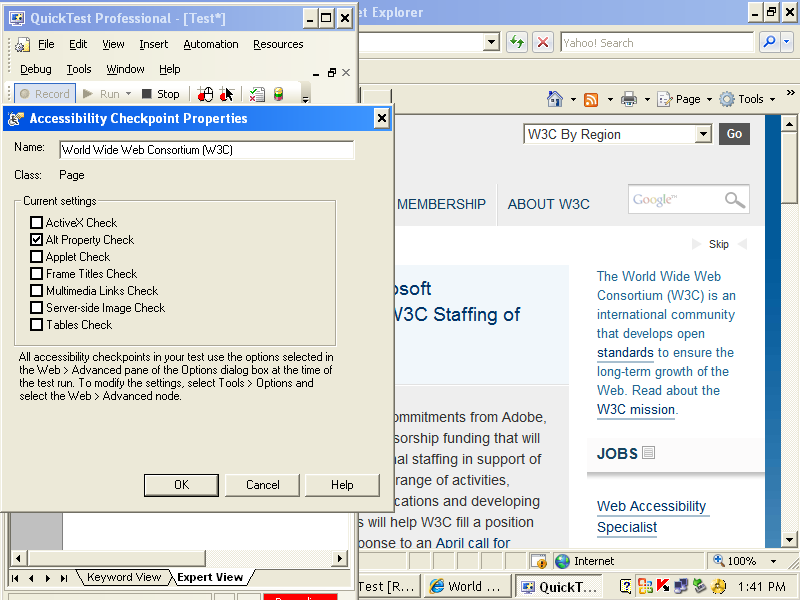 QuickTest Professional - [Test*]
et Explorer
File Edit View Insert Automation Resources
Debug Tools Window Help
Record Run Stop
Yahoo! Search
Page Tools
Accessibility Checkpoint Properties
Name: World Wide Web Consortium (W3C)
Class: Page
Current settings
ActiveX Check
Alt Property Check
Applet Check
Frame Titles Check
Multimedia Links Check
Server-side Image Check
Tables Check
All accessibility checkpoints in your test use the options selected in
the Web > Advanced pane of the Options dialog box at the time of
the test run. To modify the settings, select Tools > Options and
select the Web > Advanced node.
OK Cancel Help
W3C By Region Go
MEMBERSHIP ABOUT W3C Google™
Skip
osoft
W3C Staffing of
ommitments from Adobe,
sorship funding that will
al staffing in support of
range of activities,
cations and developing
s will help W3C fill a position
ponse to an April call for
The World Wide Web
Consortium (W3C) is an
international community
that develops open
standards to ensure the
long-term growth of the
Web. Read about the
W3C mission.
JOBS
Web Accessibility
Specialist
Keyword View Expert View
Internet 100%
Test [R... World ... QuickT... 1:41 PM